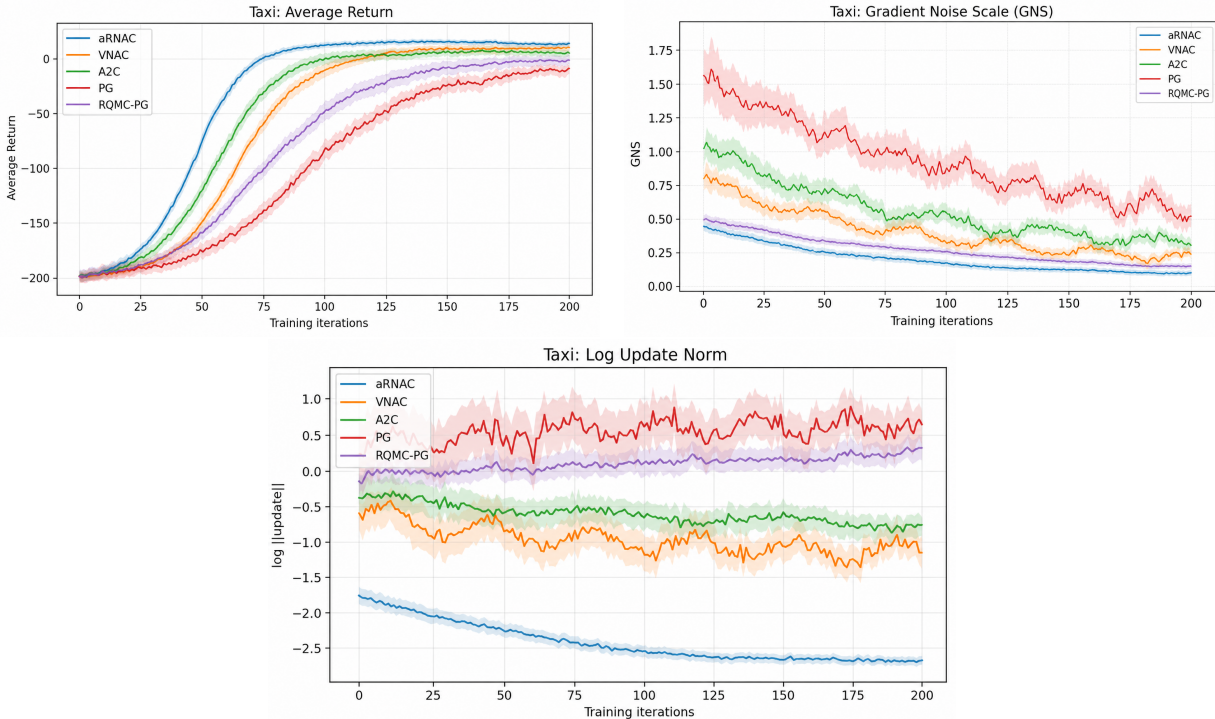 Taxi: Average Return
Average Return
0
−50
−100
−150
−200
aRNAC
VNAC
A2C
PG
RQMC-PG
0 25 50 75 100 125 150 175 200
Training iterations
Taxi: Gradient Noise Scale (GNS)
GNS
1.75
1.50
1.25
1.00
0.75
0.50
0.25
0.00
aRNAC
VNAC
A2C
PG
RQMC-PG
0 25 50 75 100 125 150 175 200
Training iterations
Taxi: Log Update Norm
log ||update||
1.0
0.5
0.0
−0.5
−1.0
−1.5
−2.0
−2.5
aRNAC
VNAC
A2C
PG
RQMC-PG
0 25 50 75 100 125 150 175 200
Training iterations